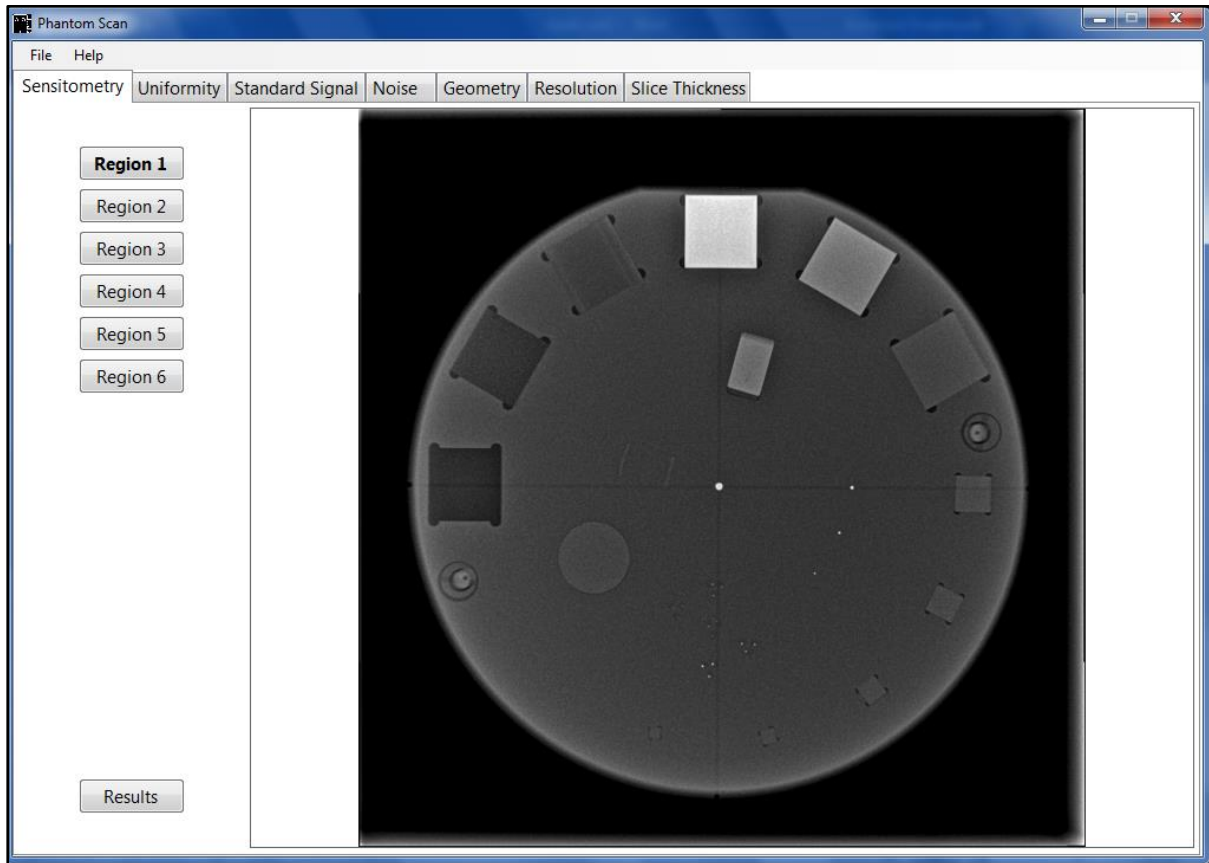 Phantom Scan
File Help
Sensitometry Uniformity Standard Signal Noise Geometry Resolution Slice Thickness
Region 1
Region 2
Region 3
Region 4
Region 5
Region 6
Results